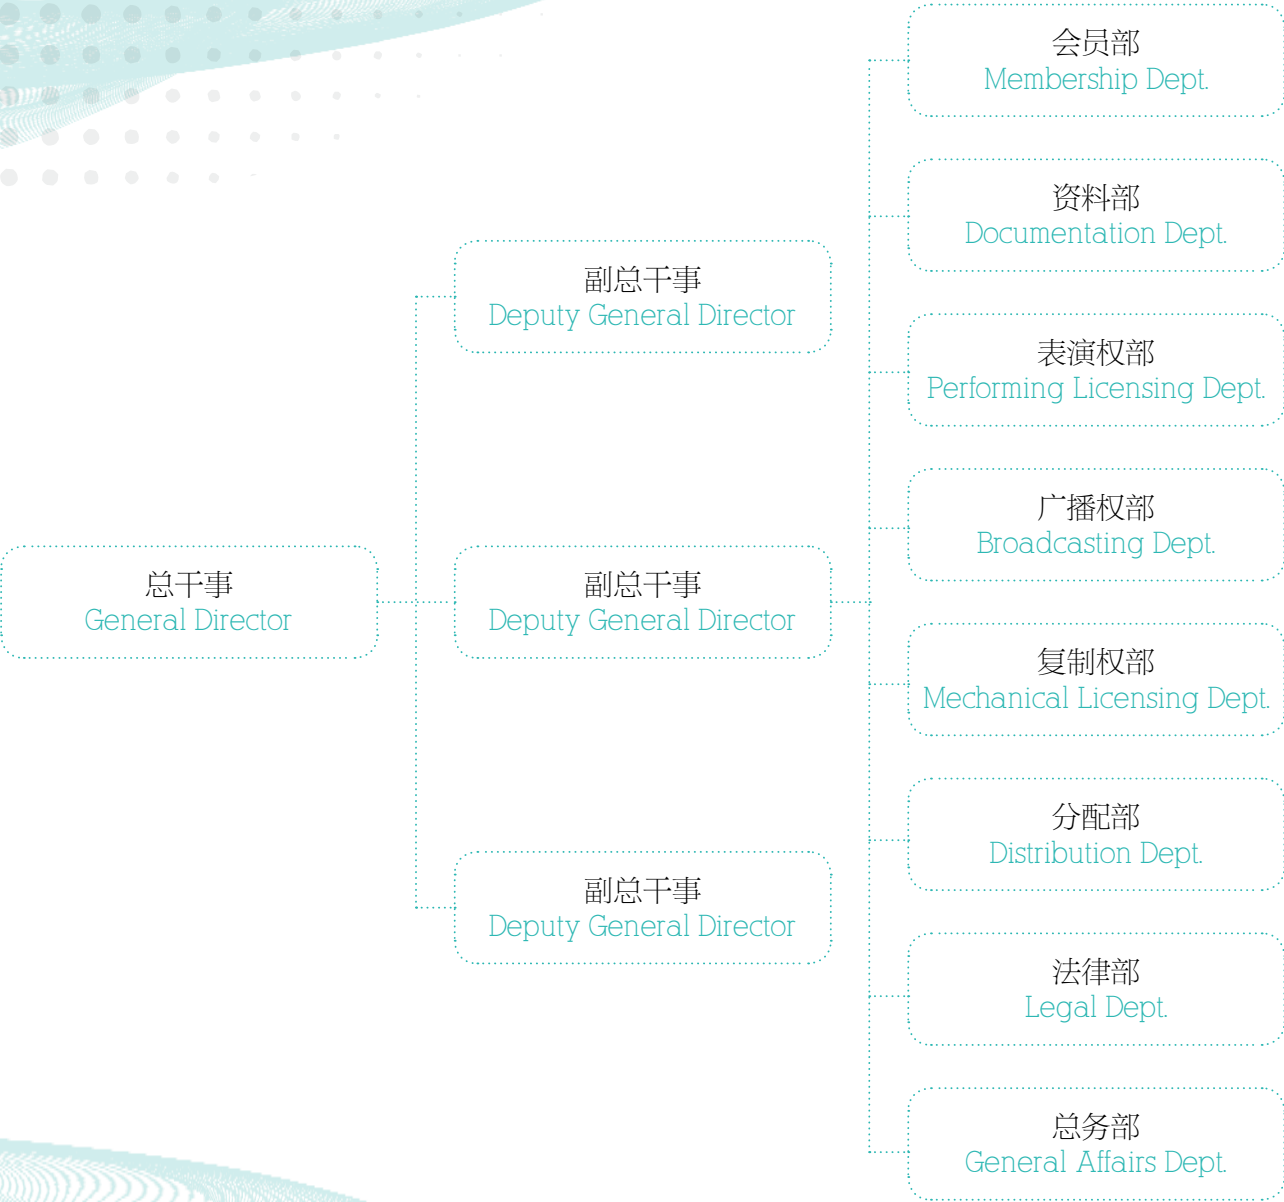 总干事
General Director
副总干事
Deputy General Director
副总干事
Deputy General Director
副总干事
Deputy General Director
会员部
Membership Dept.
资料部
Documentation Dept.
表演权部
Performing Licensing Dept.
广播权部
Broadcasting Dept.
复制权部
Mechanical Licensing Dept.
分配部
Distribution Dept.
法律部
Legal Dept.
总务部
General Affairs Dept.